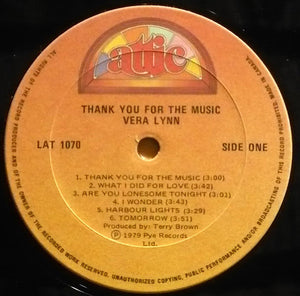 attic
THANK YOU FOR THE MUSIC
VERA LYNN
LAT 1070
SIDE ONE
1. THANK YOU FOR THE MUSIC (3:00)
2. WHAT I DID FOR LOVE (3:42)
3. ARE YOU LONESOME TONIGHT (3:02)
4. I WONDER (3:43)
5. HARBOUR LIGHTS (3:29)
6. TOMORROW (3:51)
Produced by: Terry Brown
℗ 1979 Pye Records
Ltd.
ALL RIGHTS OF THE RECORD PRODUCER AND OF THE OWNER OF THE RECORDED WORK RESERVED. UNAUTHORIZED COPYING, PUBLIC PERFORMANCE AND/OR BROADCASTING OF THIS RECORD PROHIBITED. MADE IN CANADA.